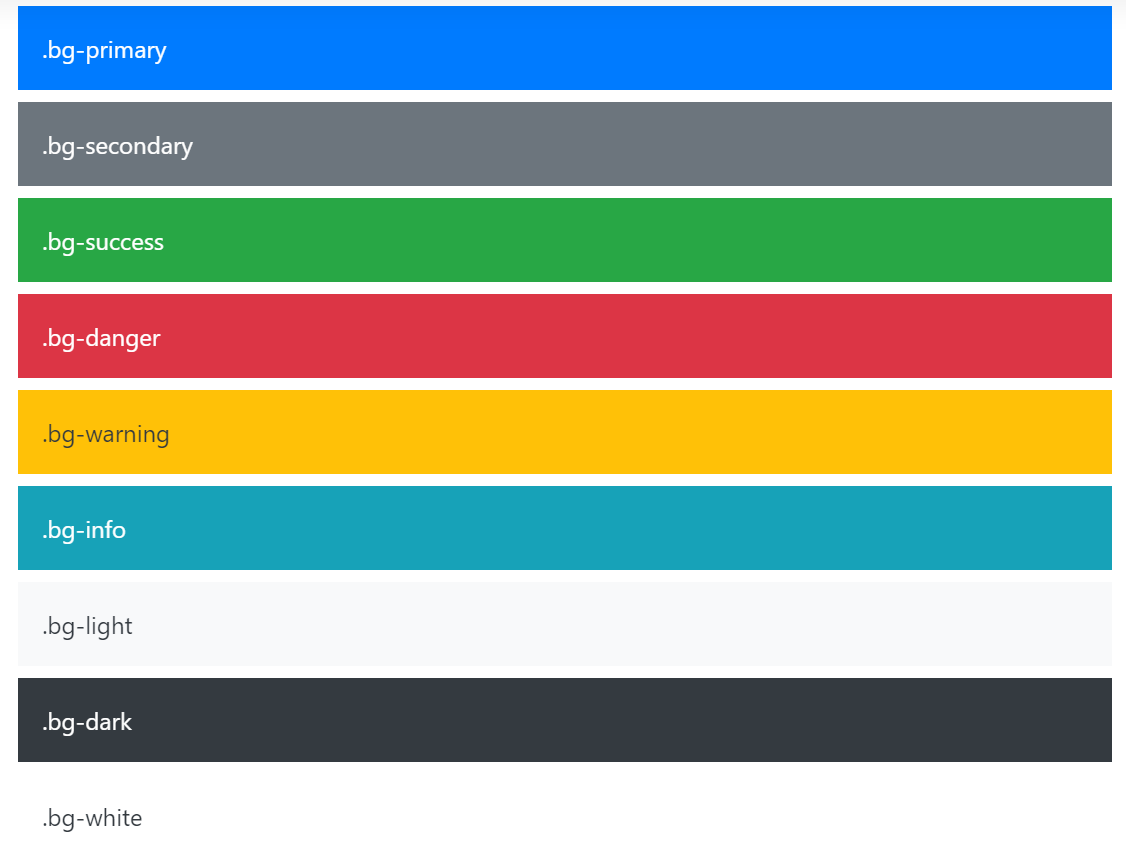 .bg-primary
.bg-secondary
.bg-success
.bg-danger
.bg-warning
.bg-info
.bg-light
.bg-dark
.bg-white